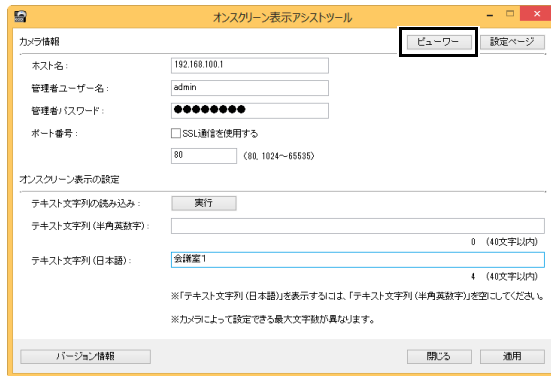 オンスクリーン表示アシストツール
カメラ情報
ビューワー
設定ページ
ホスト名:
192.168.100.1
管理者ユーザー名:
admin
管理者パスワード:
●●●●●●●●
ポート番号:
SSL通信を使用する
80
(80, 1024～65535)
オンスクリーン表示の設定
テキスト文字列の読み込み:
実行
テキスト文字列(半角英数字):
0 (40文字以内)
テキスト文字列(日本語):
会議室1
4 (40文字以内)
※「テキスト文字列(日本語)」を表示するには、「テキスト文字列(半角英数字)」を空にしてください。
※カメラによって設定できる最大文字数が異なります。
バージョン情報
閉じる
適用